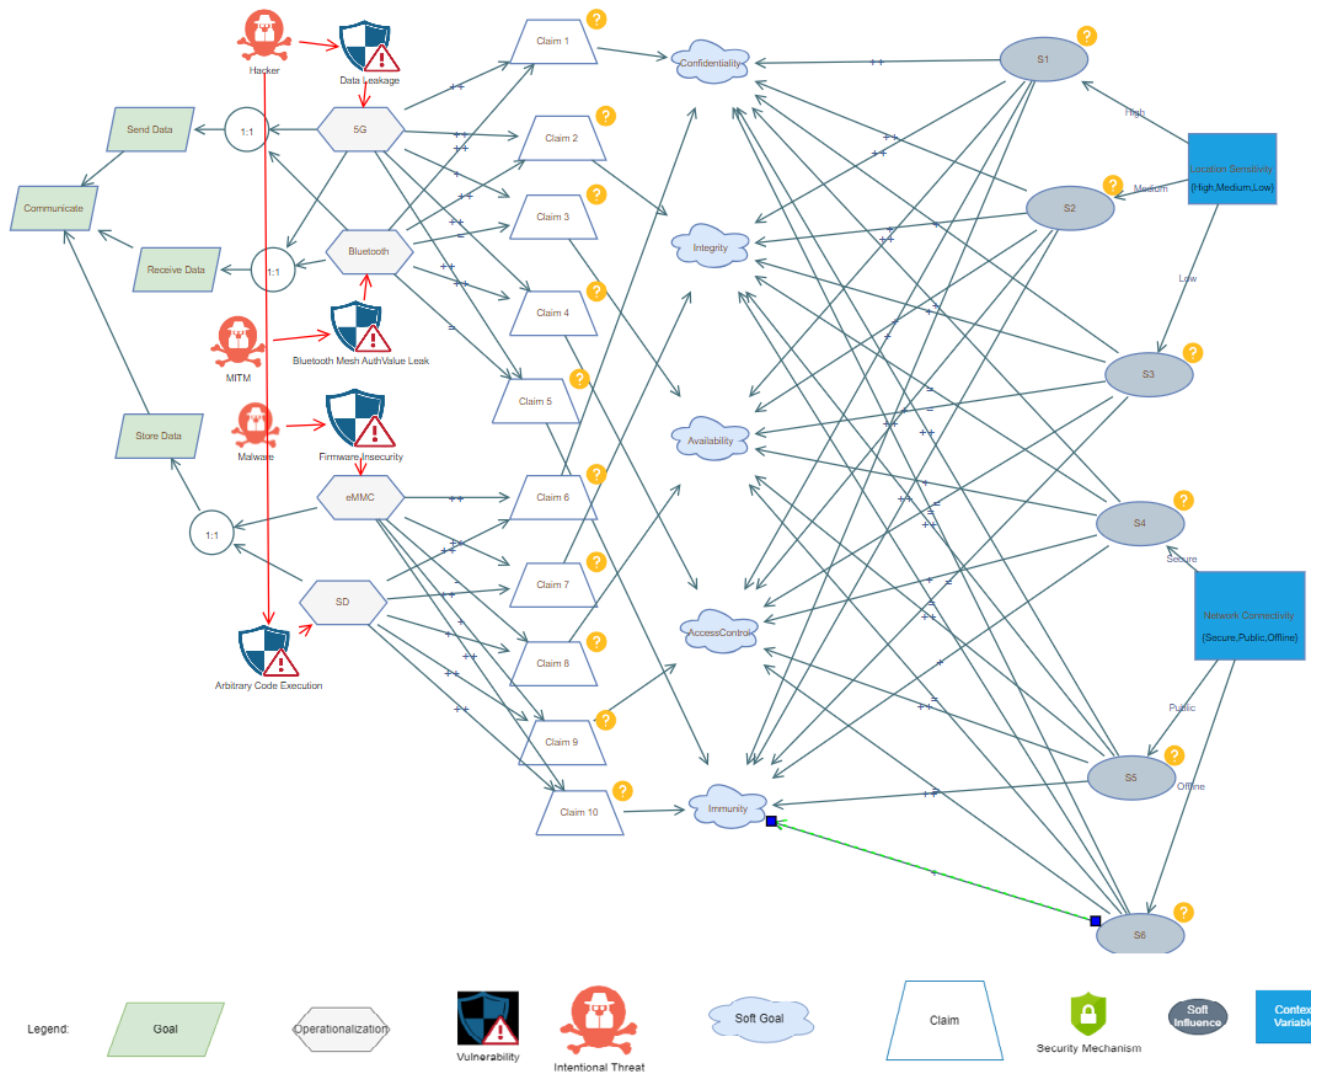 Hacker
Data Leakage
Claim 1
?
Confidentiality
++
S1
?
High
Send Data
1:1
5G
++
++
++
Claim 2
?
++
++
Location Sensitivity
{High,Medium,Low}
Medium
Communicate
Claim 3
?
S2
?
Receive Data
1:1
Bluetooth
++
++
++
Integrity
++
Low
MITM
Bluetooth Mesh AuthValue Leak
=
Claim 4
?
S3
?
Malware
Firmware Insecurity
Claim 5
?
Availability
++
++
Store Data
1:1
eMMC
++
Claim 6
?
++
++
S4
?
Secure
SD
++
Claim 7
?
AccessControl
++
Network Connectivity
{Secure,Public,Offline}
Arbitrary Code Execution
++
++
++
Claim 8
?
++
Public
Claim 9
?
S5
?
Offline
Claim 10
?
Immunity
++
+
S6
?
Legend:
Goal
Operationalization
Vulnerability
Intentional Threat
Soft Goal
Claim
Security Mechanism
Soft
Influence
Contex
Variabl